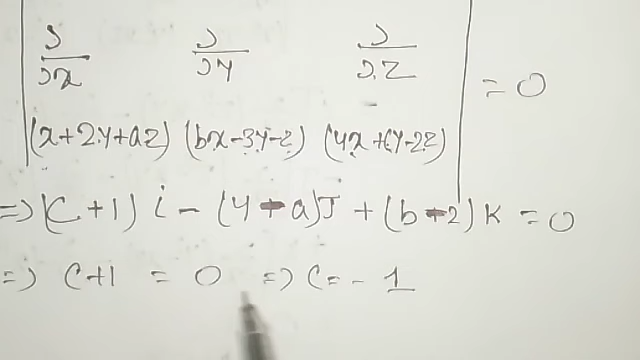 ∂/∂x ∂/∂y ∂/∂z = 0
(x+2y+az) (bx-3y-z) (4x+cy-2z)
=> (C+1) i - (4-a) J + (b-2) K = 0
=> C+1 = 0 => C = - 1